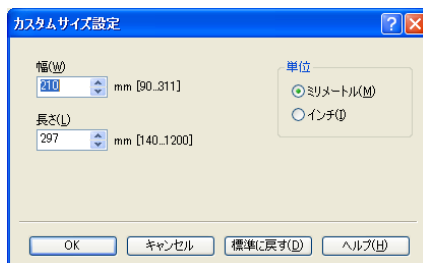 カスタムサイズ設定
幅(W)
210 mm [90..311]
長さ(L)
297 mm [140..1200]
単位
ミリメートル(M)
インチ(I)
OK キャンセル 標準に戻す(D) ヘルプ(H)